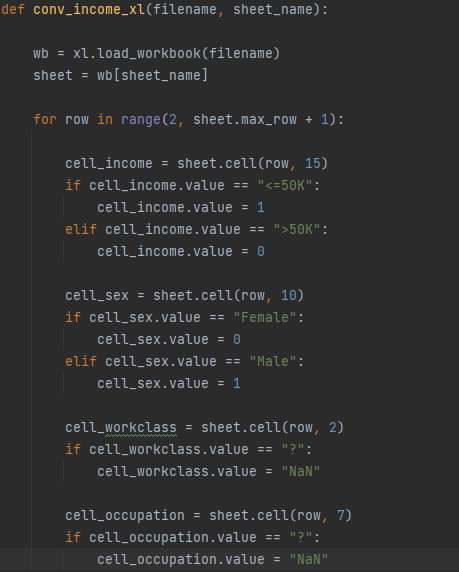 def conv_income_xl(filename, sheet_name):
    wb = xl.load_workbook(filename)
    sheet = wb[sheet_name]
    for row in range(2, sheet.max_row + 1):
        cell_income = sheet.cell(row, 15)
        if cell_income.value == "<=50K":
            cell_income.value = 1
        elif cell_income.value == ">50K":
            cell_income.value = 0
        cell_sex = sheet.cell(row, 10)
        if cell_sex.value == "Female":
            cell_sex.value = 0
        elif cell_sex.value == "Male":
            cell_sex.value = 1
        cell_workclass = sheet.cell(row, 2)
        if cell_workclass.value == "?":
            cell_workclass.value = "NaN"
        cell_occupation = sheet.cell(row, 7)
        if cell_occupation.value == "?":
            cell_occupation.value = "NaN"